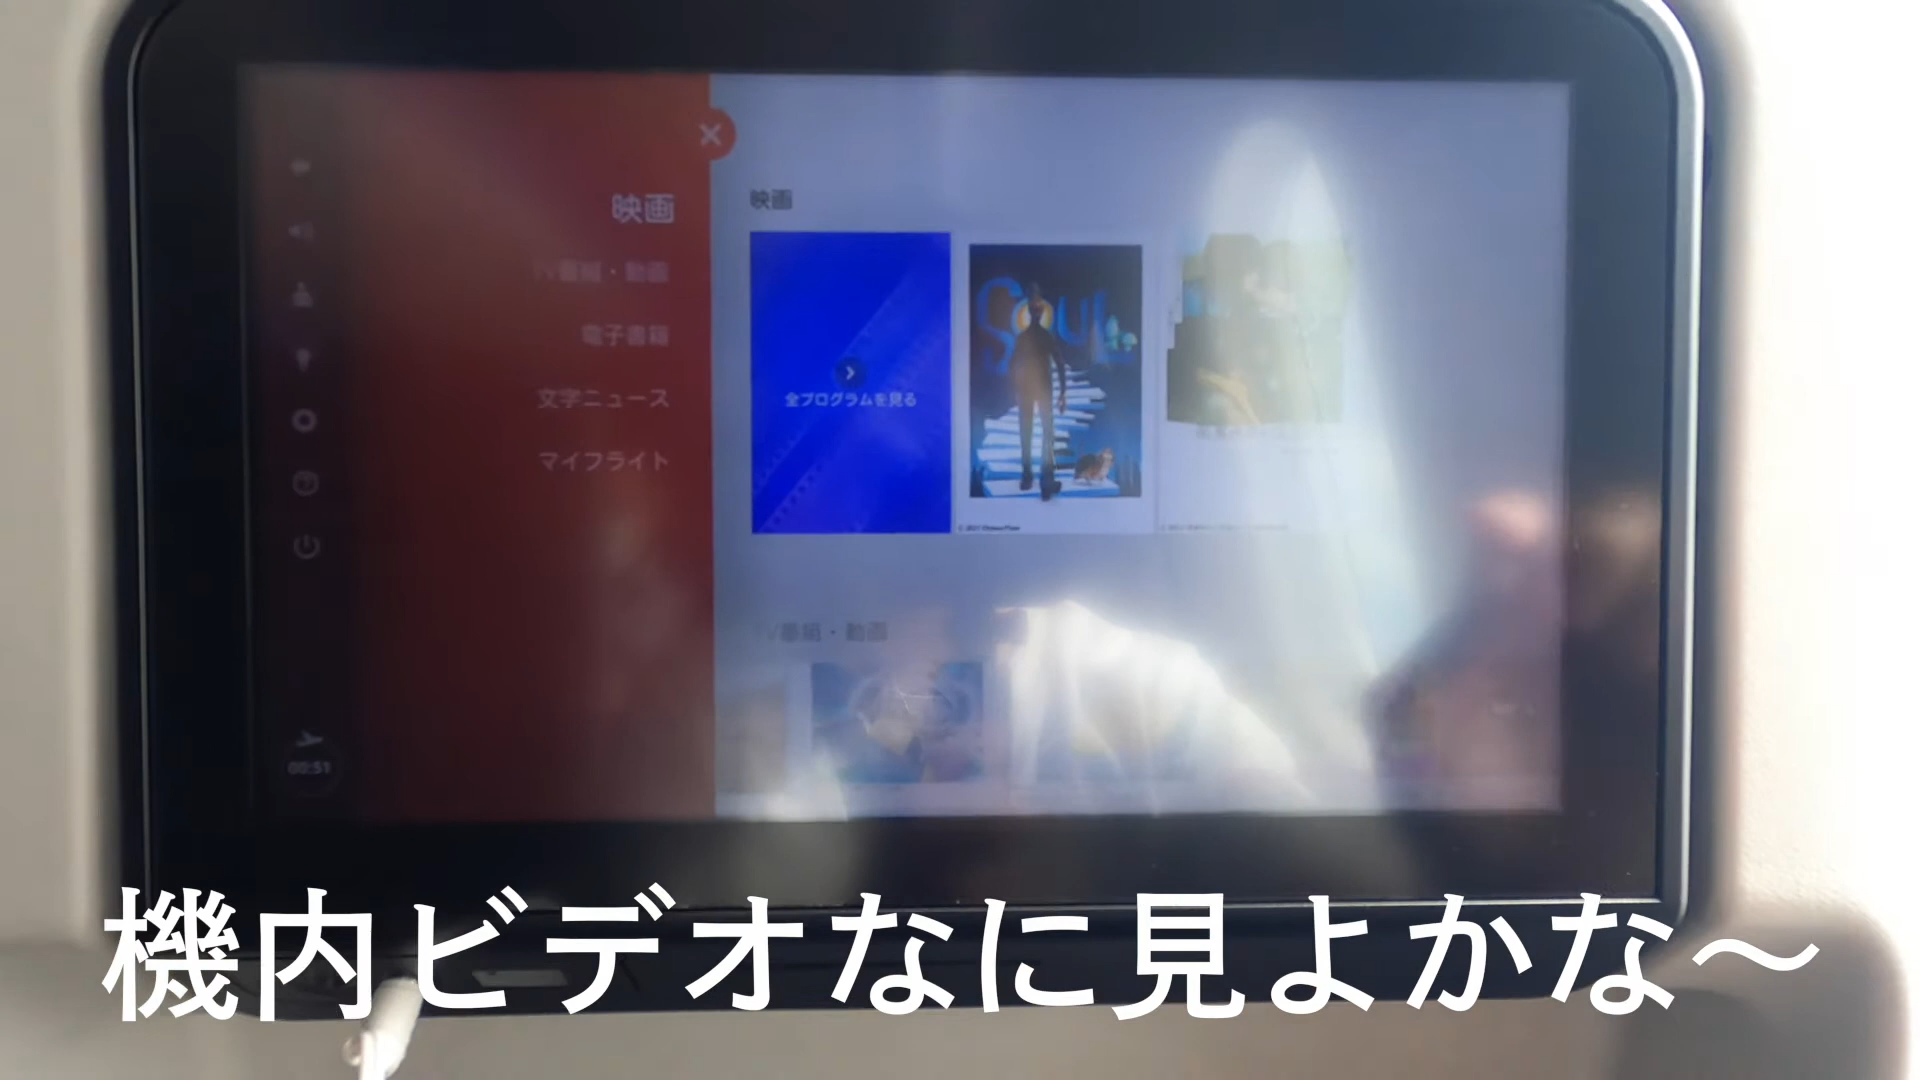 映画
TV番組・動画
電子書籍
文字ニュース
マイフライト
00:51
映画
全プログラムを見る
SOUL
TV番組・動画
機内ビデオなに見よかな〜